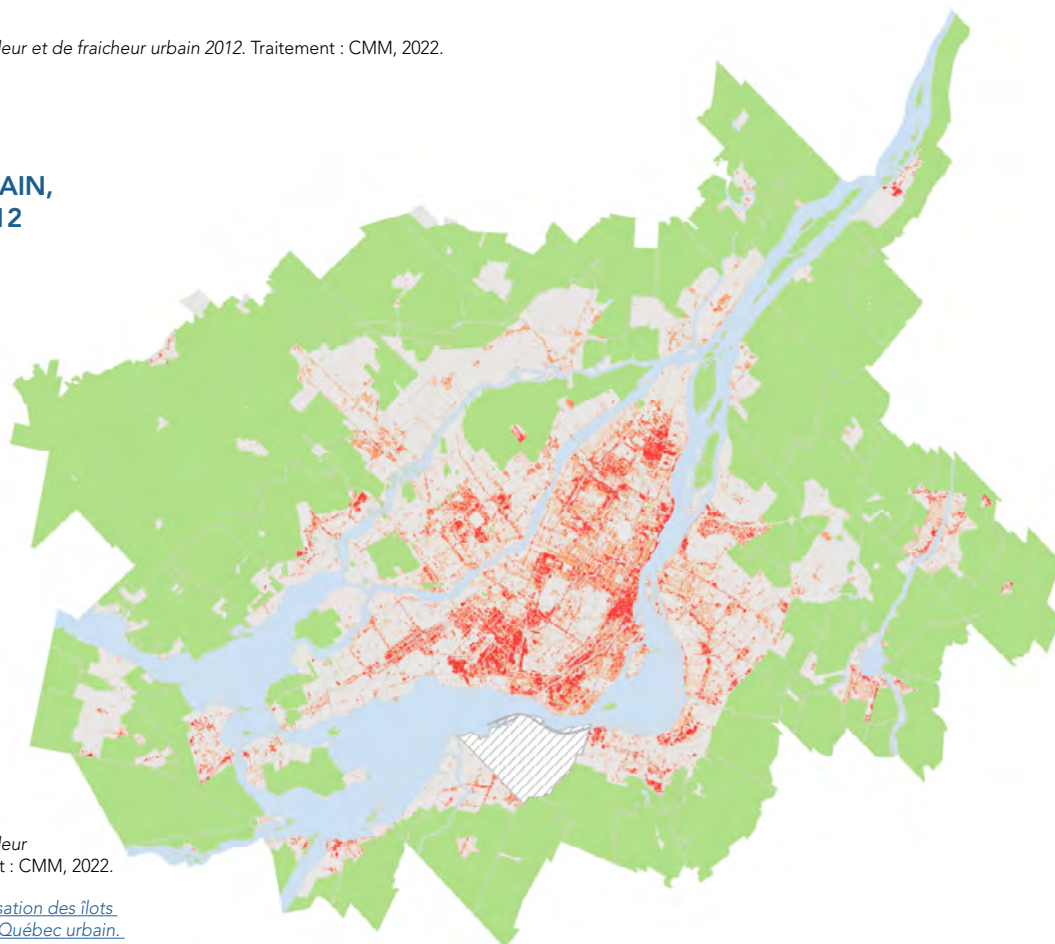 leur et de fraicheur urbain 2012. Traitement : CMM, 2022.
AIN,
12
leur
t : CMM, 2022.
sation des îlots
Québec urbain.